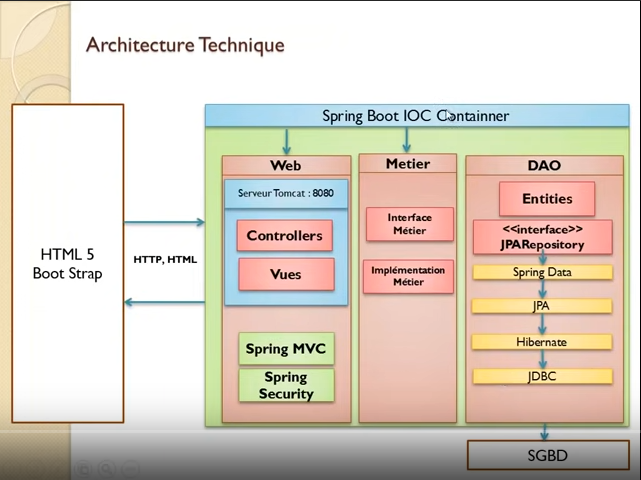 Architecture Technique
Spring Boot IOC Containner
Web
Metier
DAO
Serveur Tomcat : 8080
Controllers
Vues
Spring MVC
Spring
Security
Interface
Métier
Implémentation
Métier
Entities
<<interface>>
JPARepository
Spring Data
JPA
Hibernate
JDBC
HTML 5
Boot Strap
HTTP, HTML
SGBD